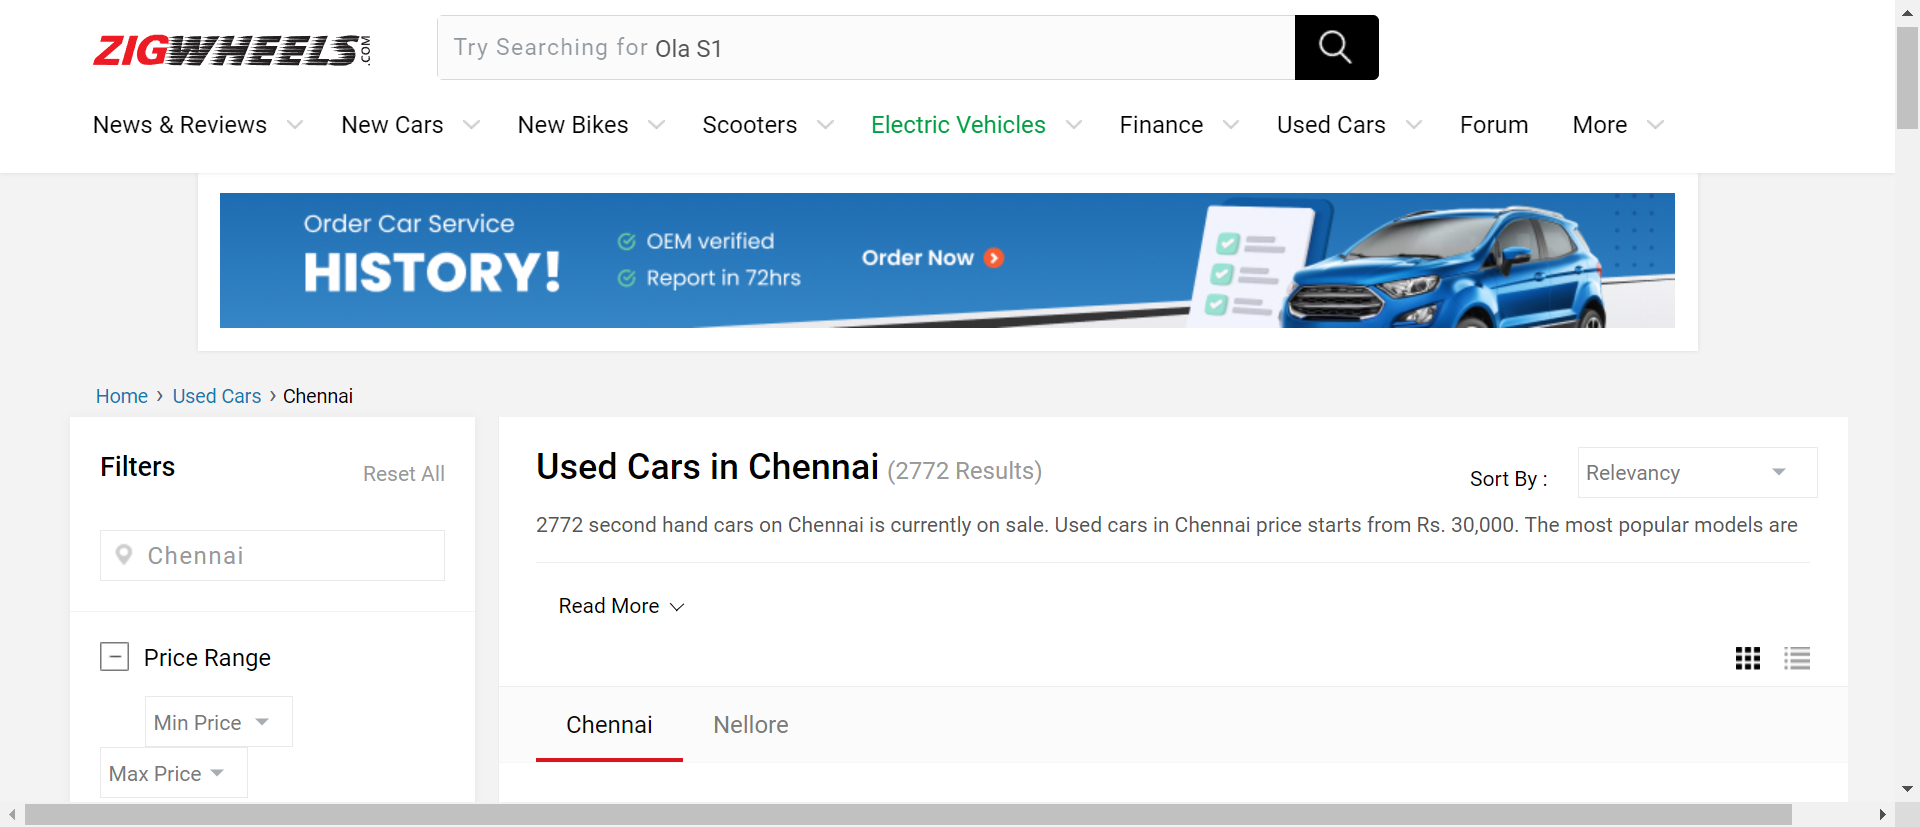 ZIGWHEELS.COM
Try Searching for Ola S1
News & Reviews New Cars New Bikes Scooters Electric Vehicles Finance Used Cars Forum More
Order Car Service
HISTORY!
OEM verified
Report in 72hrs
Order Now
Home › Used Cars › Chennai
Filters
Reset All
Chennai
Price Range
Min Price
Max Price
Used Cars in Chennai (2772 Results)
Sort By :
Relevancy
2772 second hand cars on Chennai is currently on sale. Used cars in Chennai price starts from Rs. 30,000. The most popular models are
Read More
Chennai Nellore